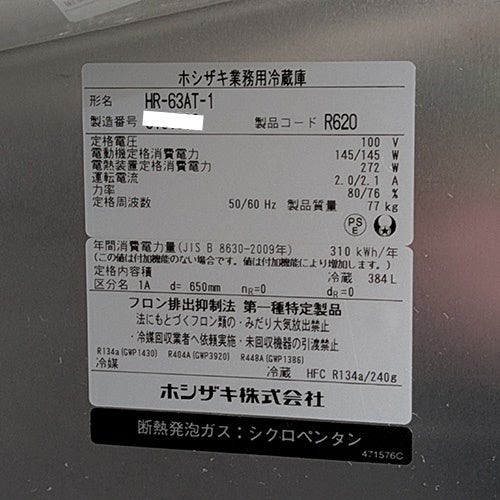 ホシザキ業務用冷蔵庫
形名 HR-63AT-1
製造番号 製品コード R620
定格電圧 100 V
電動機定格消費電力 145/145 W
電熱装置定格消費電力 272 W
運転電流 2.0/2.1 A
力率 80/76 %
定格周波数 50/60 Hz 製品質量 77 kg
PS E
年間消費電力量(JIS B 8630-2009年) 310 kWh/年
(この値は付加機能のない場合です。値は付加機能により増加します。)
定格内容積 冷蔵 384L
区分名 1A d= 650mm nR=0 dR=0
フロン排出抑制法 第一種特定製品
法にもとづくフロン類の・みだり大気放出禁止
・冷媒回収業者へ依頼実施・未回収機器の引渡禁止
R134a(GWP1430) R404A(GWP3920) R448A(GWP1386)
冷媒 冷蔵 HFC R134a/240g
ホシザキ株式会社
断熱発泡ガス：シクロペンタン
471576C